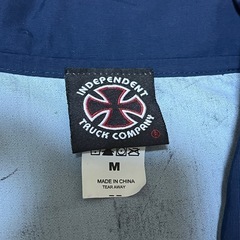 INDEPENDENT
TRUCK COMPANY
®
M
MADE IN CHINA
TEAR AWAY